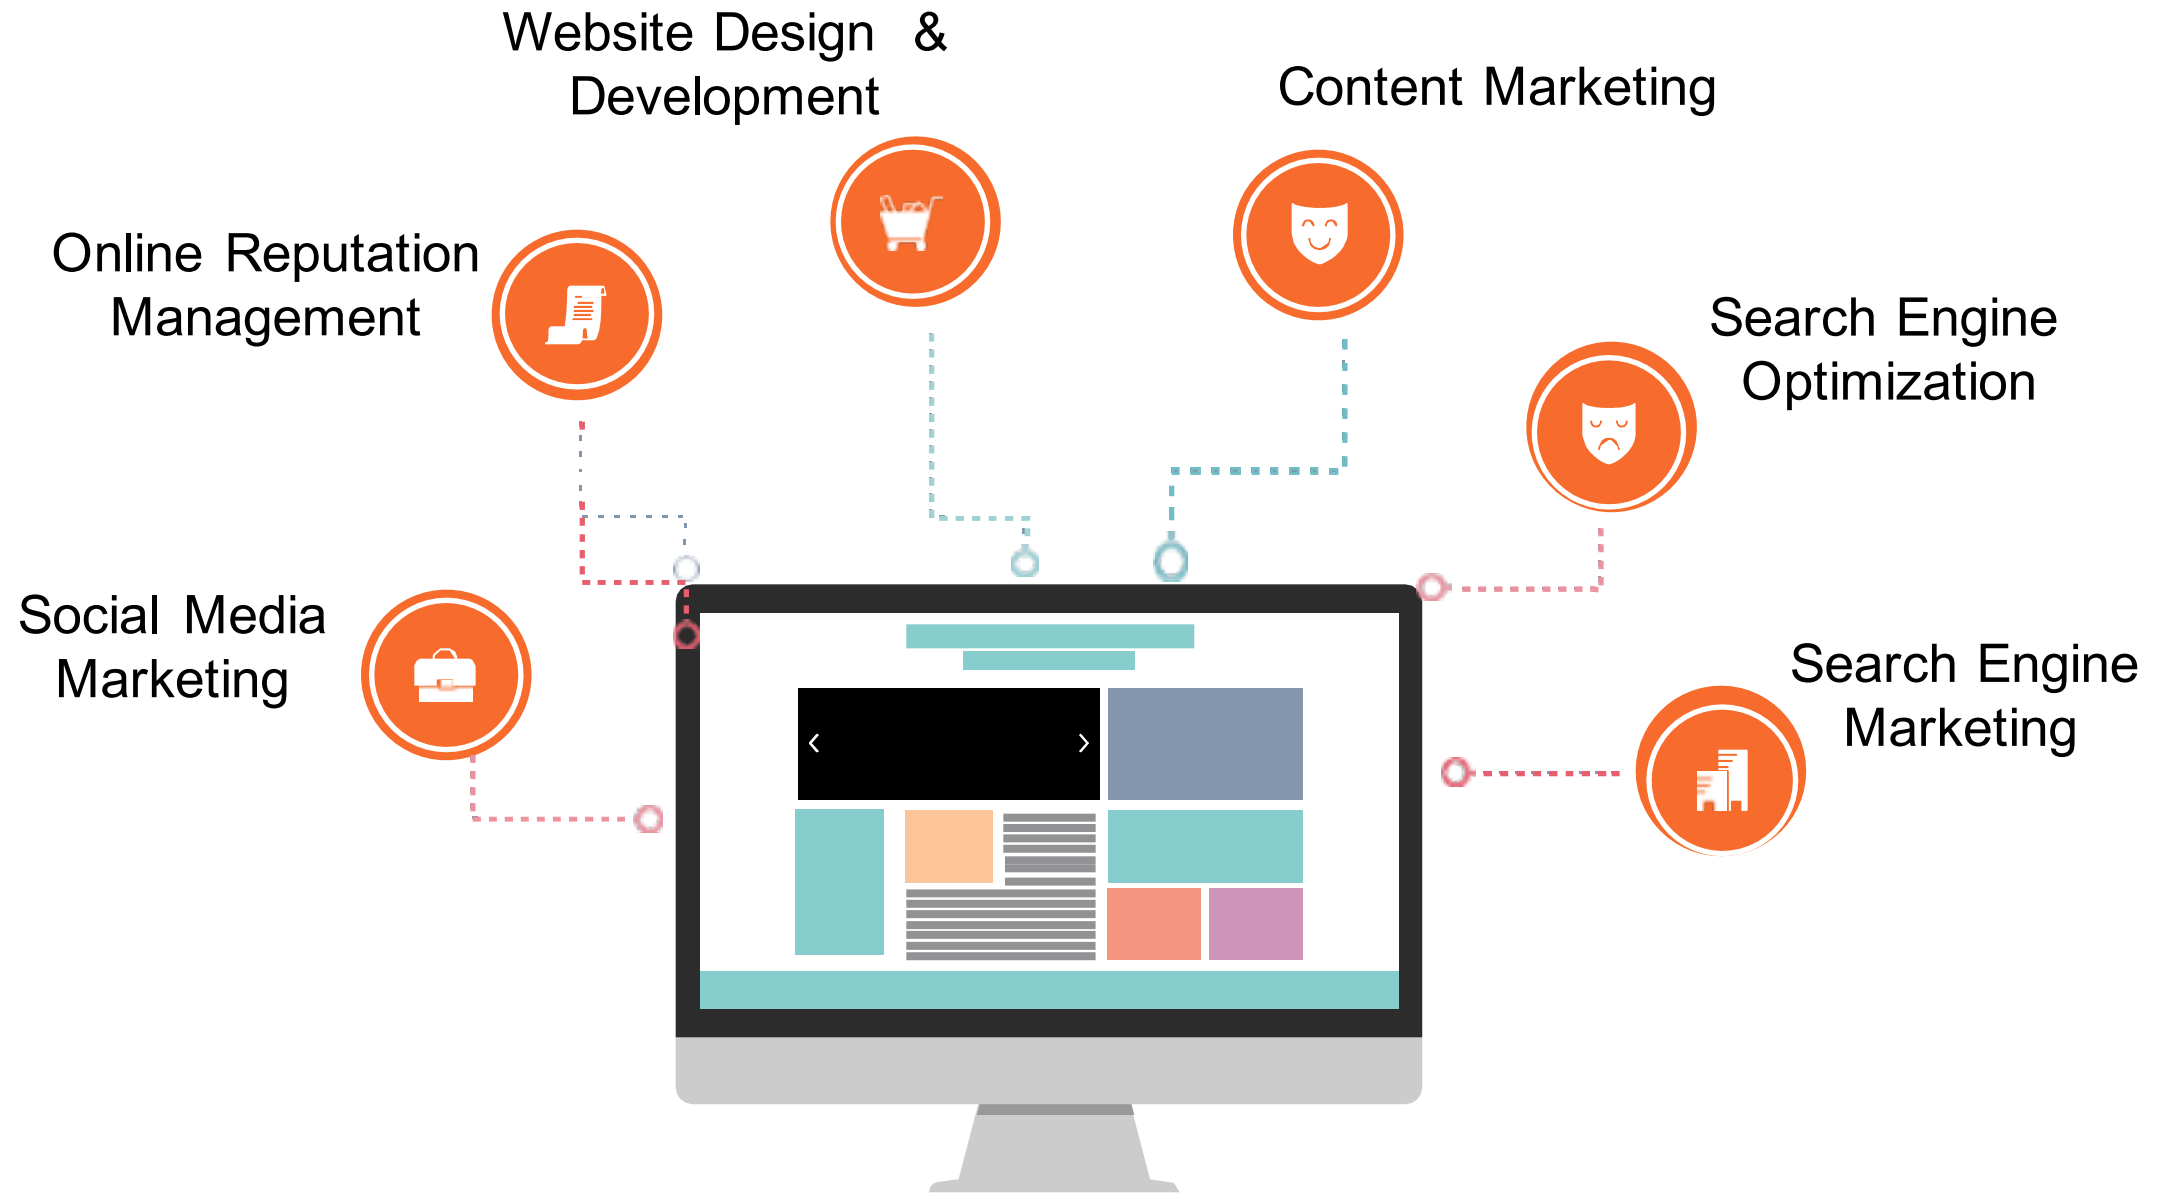 Website Design &
Development
Content Marketing
Online Reputation
Management
Search Engine
Optimization
Social Media
Marketing
Search Engine
Marketing